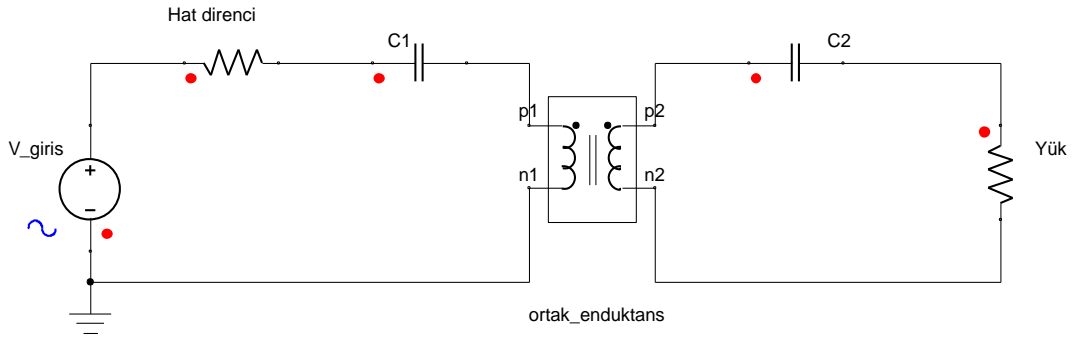 Hat direnci
C1
C2
p1
p2
V_giris
Yük
n1
n2
ortak_enduktans